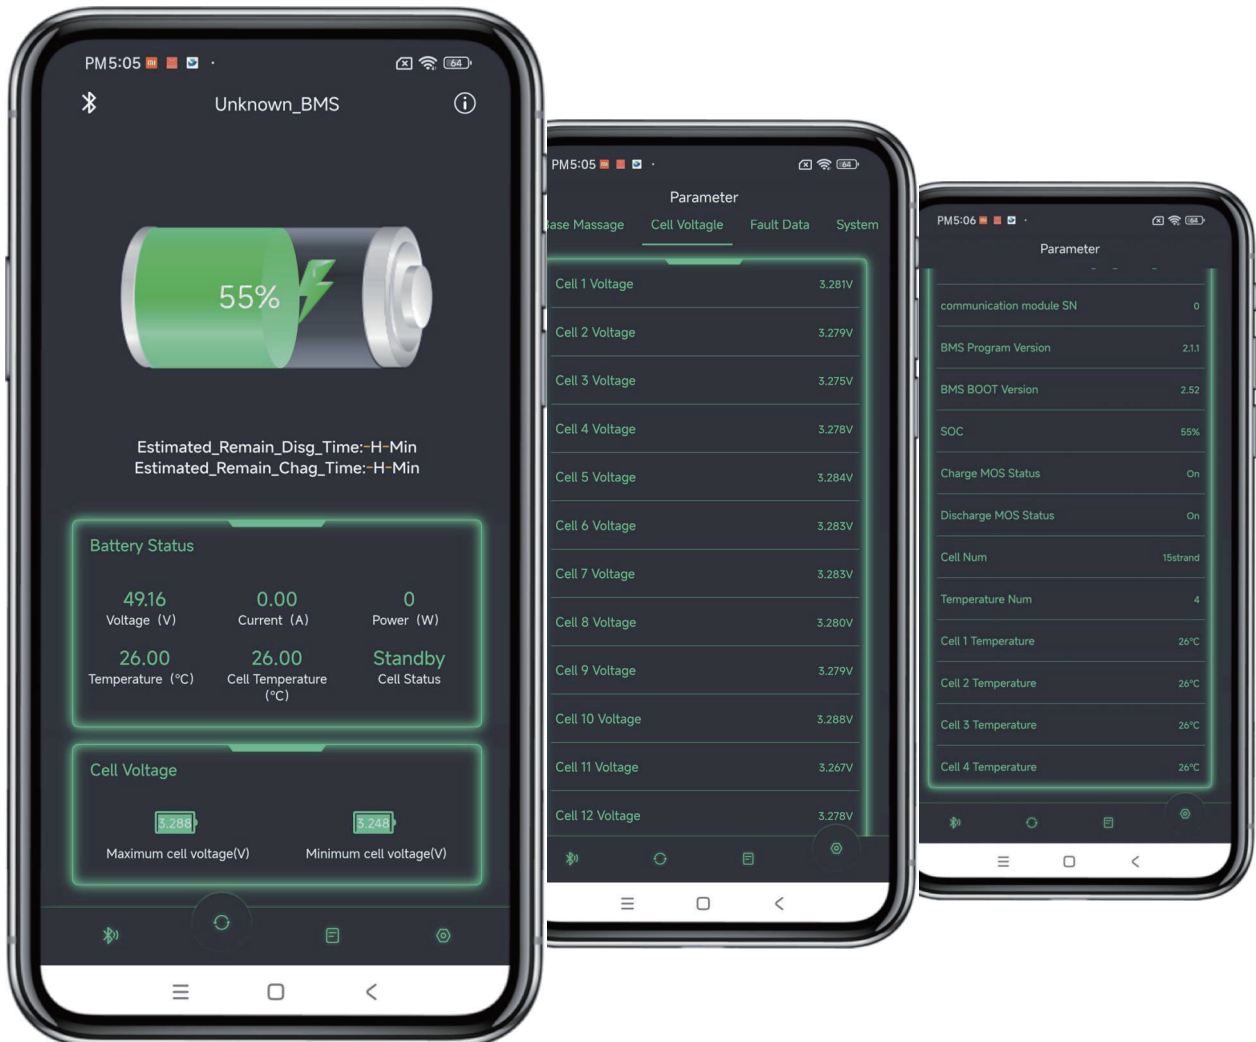 PM5:05
64
Unknown_BMS
55%
Estimated_Remain_Disg_Time:-H-Min
Estimated_Remain_Chag_Time:-H-Min
Battery Status
49.16 0.00 0
Voltage (V) Current (A) Power (W)
26.00 26.00 Standby
Temperature (°C) Cell Temperature Cell Status
(°C)
Cell Voltage
3.288 3.248
Maximum cell voltage(V) Minimum cell voltage(V)
PM5:05
64
Parameter
ase Massage Cell Voltagle Fault Data System
Cell 1 Voltage 3.281V
Cell 2 Voltage 3.279V
Cell 3 Voltage 3.275V
Cell 4 Voltage 3.278V
Cell 5 Voltage 3.284V
Cell 6 Voltage 3.283V
Cell 7 Voltage 3.283V
Cell 8 Voltage 3.280V
Cell 9 Voltage 3.279V
Cell 10 Voltage 3.288V
Cell 11 Voltage 3.267V
Cell 12 Voltage 3.278V
PM5:06
64
Parameter
communication module SN 0
BMS Program Version 2.1.1
BMS BOOT Version 2.52
SOC 55%
Charge MOS Status On
Discharge MOS Status On
Cell Num 15strand
Temperature Num 4
Cell 1 Temperature 26°C
Cell 2 Temperature 26°C
Cell 3 Temperature 26°C
Cell 4 Temperature 26°C